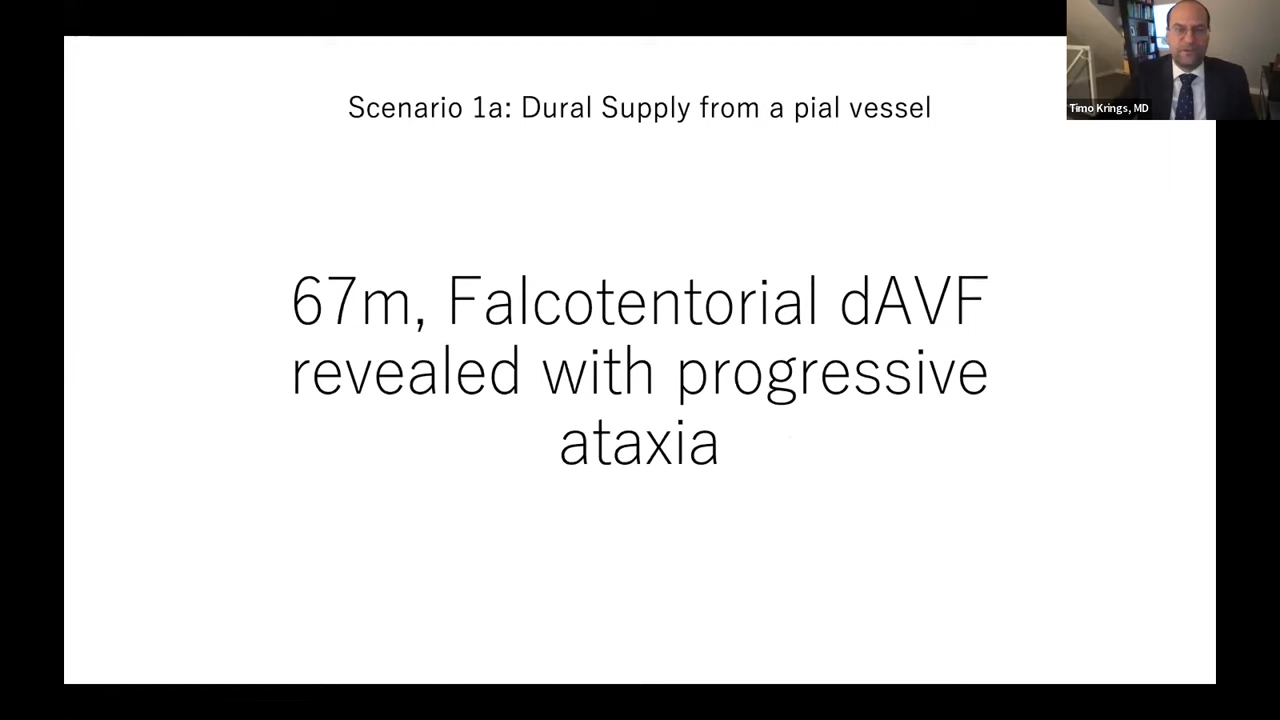 Scenario 1a: Dural Supply from a pial vessel
67m, Falcotentorial dAVF
revealed with progressive
ataxia
Timo Krings, MD